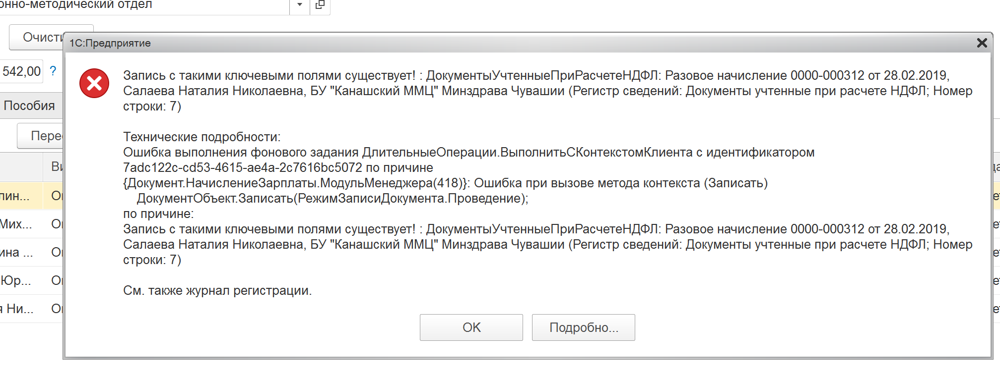 онно-методический отдел
Очисти
1С:Предприятие
542,00 ?
Запись с такими ключевыми полями существует! : ДокументыУчтенныеПриРасчетеНДФЛ: Разовое начисление 0000-000312 от 28.02.2019,
Салаева Наталия Николаевна, БУ "Канашский ММЦ" Минздрава Чувашии (Регистр сведений: Документы учтенные при расчете НДФЛ; Номер
строки: 7)
Пособия
Технические подробности:
Ошибка выполнения фонового задания ДлительныеОперации.ВыполнитьСКонтекстомКлиента с идентификатором
7adc122c-cd53-4615-ae4a-2c7616bc5072 по причине
{Документ.НачислениеЗарплаты.МодульМенеджера(418)}: Ошибка при вызове метода контекста (Записать)
ДокументОбъект.Записать(РежимЗаписиДокумента.Проведение);
по причине:
Запись с такими ключевыми полями существует! : ДокументыУчтенныеПриРасчетеНДФЛ: Разовое начисление 0000-000312 от 28.02.2019,
Салаева Наталия Николаевна, БУ "Канашский ММЦ" Минздрава Чувашии (Регистр сведений: Документы учтенные при расчете НДФЛ; Номер
строки: 7)
См. также журнал регистрации.
OK Подробно...
Пере
лин...
Мих...
ина ...
Юр...
я Ни...